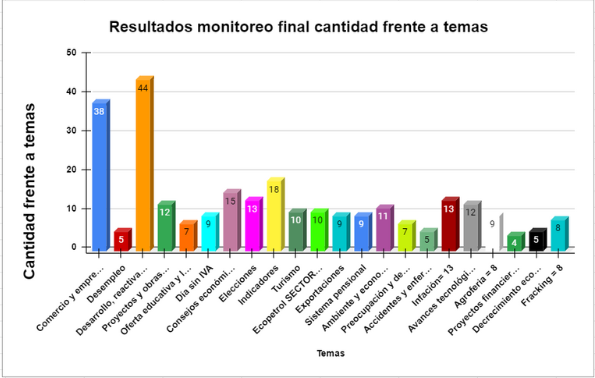 Resultados monitoreo final cantidad frente a temas
Cantidad frente a temas
50
40
30
20
10
0
38
5
44
12
7
9
15
13
18
10
10
9
9
11
7
5
13
12
9
4
5
8
Comercio y empre...
Desempleo
Desarrollo, reactiva...
Proyectos y obras...
Oferta educativa y l...
Dia sin IVA
Consejos económi...
Elecciones
Indicadores
Turismo
Ecopetrol SECTOR...
Exportaciones
Sistema pensional
Ambiente y econo...
Preocupación y de...
Accidentes y enfer...
Infación= 13
Avances tecnológi...
Agroferia = 8
Proyectos financier...
Decrecimiento eco...
Fracking = 8
Temas